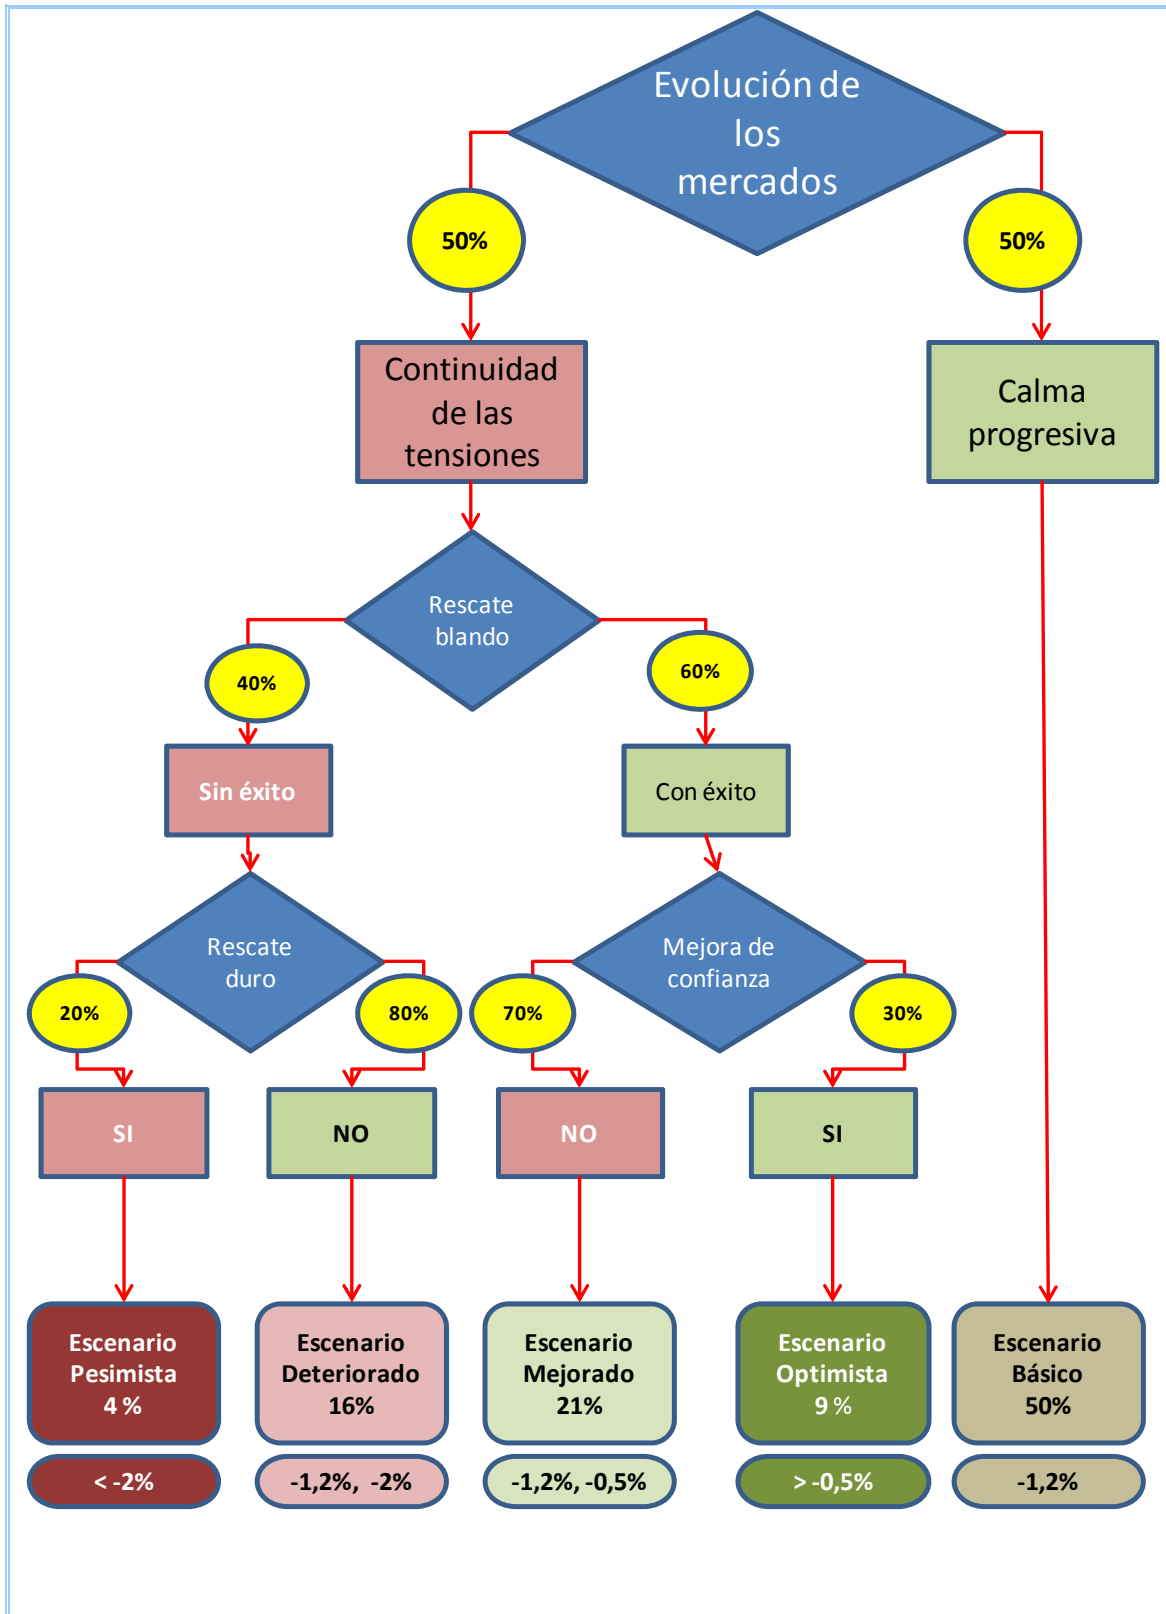 Evolución de
los
mercados
50%
50%
Continuidad
de las
tensiones
Calma
progresiva
Rescate
blando
40%
60%
Sin éxito
Con éxito
Rescate
duro
Mejora de
confianza
20%
80%
70%
30%
SI
NO
NO
SI
Escenario
Pesimista
4 %
Escenario
Deteriorado
16%
Escenario
Mejorado
21%
Escenario
Optimista
9 %
Escenario
Básico
50%
< -2%
-1,2%, -2%
-1,2%, -0,5%
> -0,5%
-1,2%